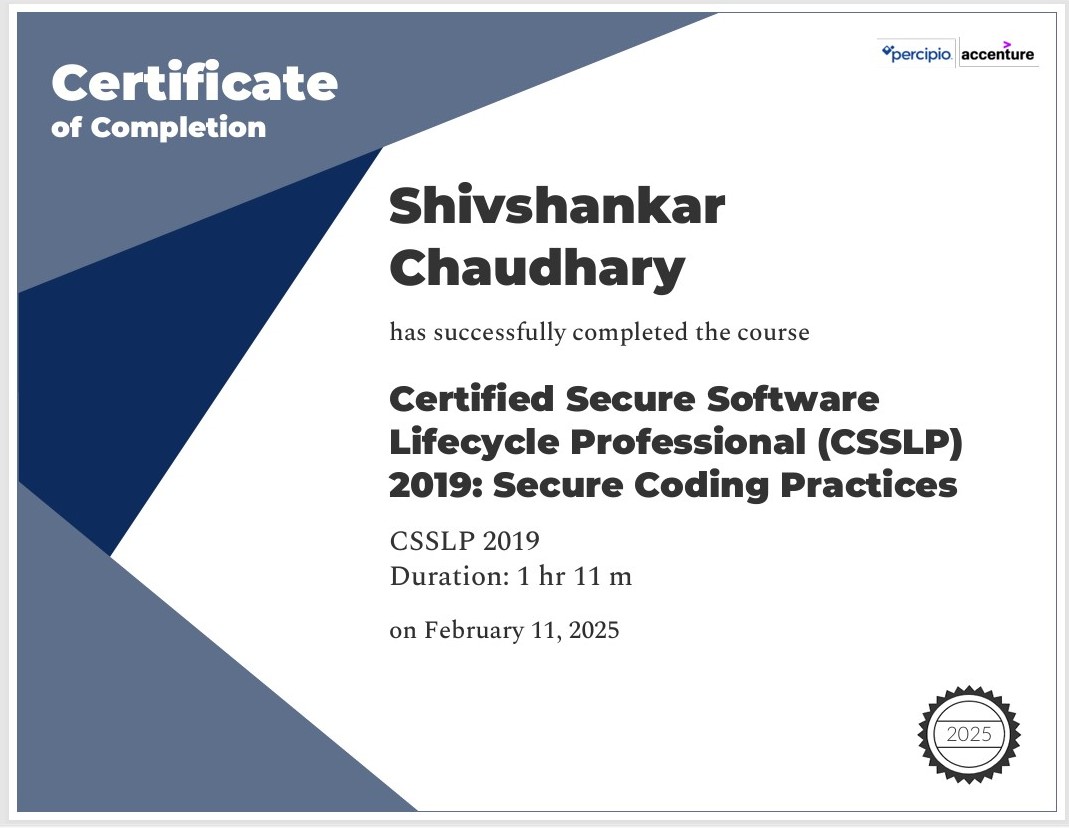 Certificate
of Completion
percipio. accenture
Shivshankar
Chaudhary
has successfully completed the course
Certified Secure Software
Lifecycle Professional (CSSLP)
2019: Secure Coding Practices
CSSLP 2019
Duration: 1 hr 11 m
on February 11, 2025
2025